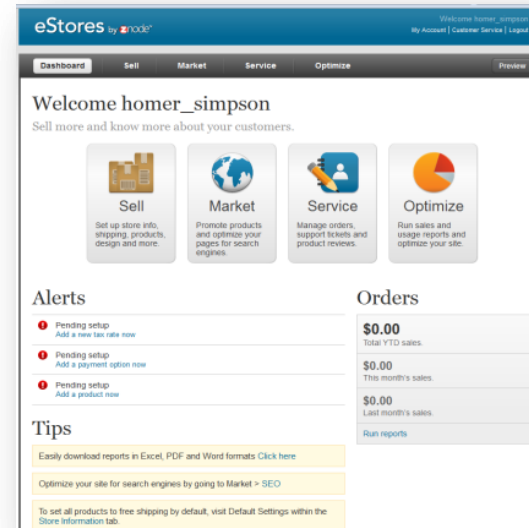 eStores by znode
Welcome homer_simpson
My Account | Customer Service | Logout
Dashboard Sell Market Service Optimize Preview
Welcome homer_simpson
Sell more and know more about your customers.
Sell
Set up store info,
shipping, products,
design and more.
Market
Promote products
and optimize your
pages for search
engines.
Service
Manage orders,
support tickets and
product reviews.
Optimize
Run sales and
usage reports and
optimize your site.
Alerts
Pending setup
Add a new tax rate now
Pending setup
Add a payment option now
Pending setup
Add a product now
Orders
$0.00
Total YTD sales.
$0.00
This month's sales.
$0.00
Last month's sales.
Run reports
Tips
Easily download reports in Excel, PDF and Word formats Click here
Optimize your site for search engines by going to Market > SEO
To set all products to free shipping by default, visit Default Settings within the
Store Information tab.